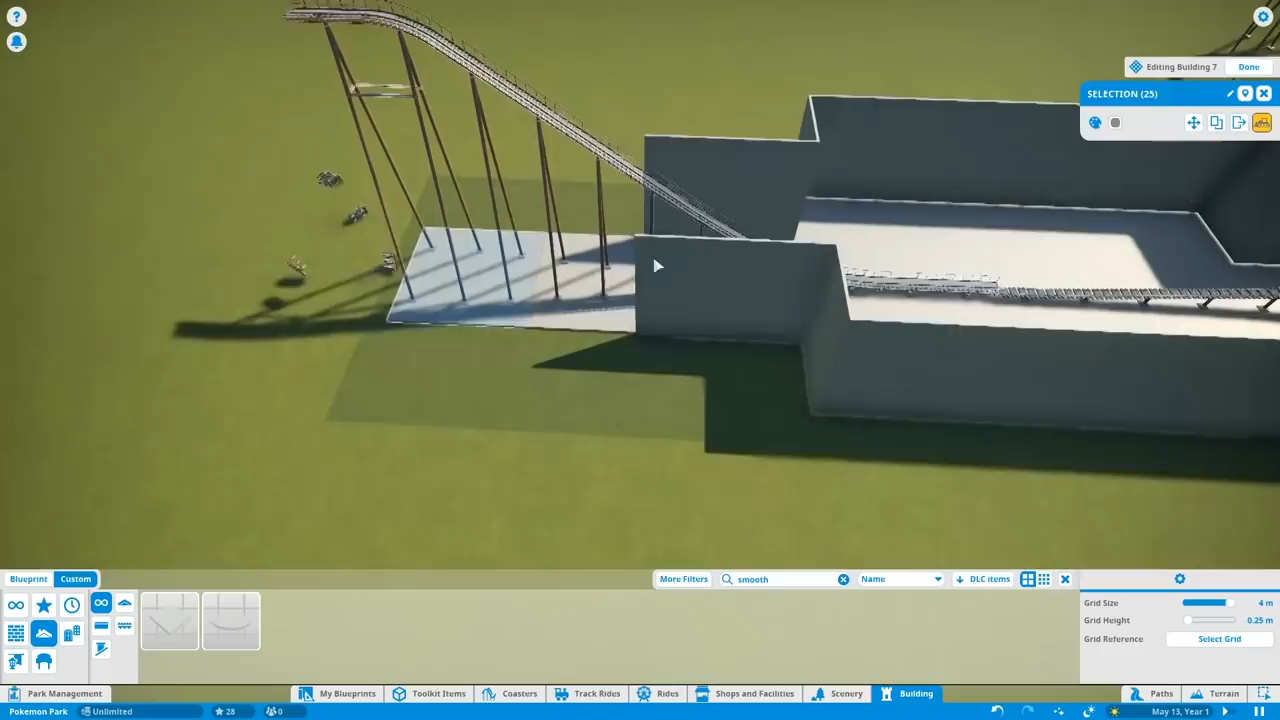 ?
Editing Building 7 Done
SELECTION (25)
Blueprint Custom
More Filters smooth Name DLC items
Grid Size 4 m
Grid Height 0.25 m
Grid Reference Select Grid
Park Management My Blueprints Toolkit Items Coasters Track Rides Rides Shops and Facilities Scenery Building Paths Terrain
Pokemon Park Unlimited 28 0 May 13, Year 1